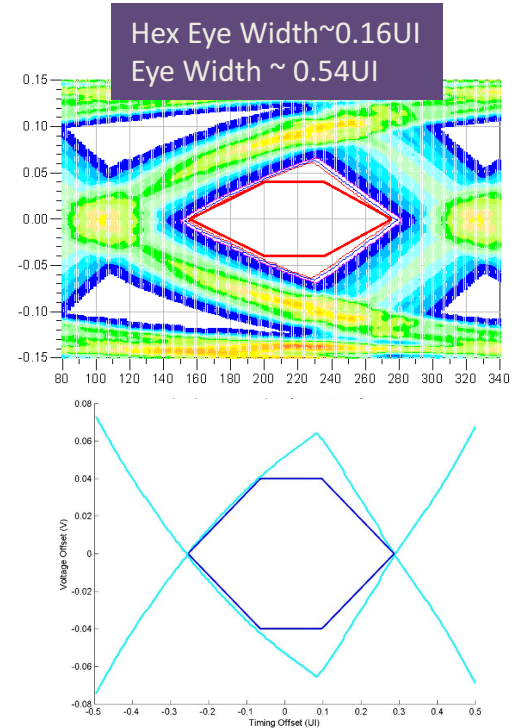 Hex Eye Width~0.16UI
Eye Width ~ 0.54UI
0.15
0.10
0.05
0.00
-0.05
-0.10
-0.15
80 100 120 140 160 180 200 220 240 260 280 300 320 340
0.08
0.06
0.04
0.02
0
-0.02
-0.04
-0.06
-0.08
Voltage Offset (V)
-0.5 -0.4 -0.3 -0.2 -0.1 0 0.1 0.2 0.3 0.4 0.5
Timing Offset (UI)